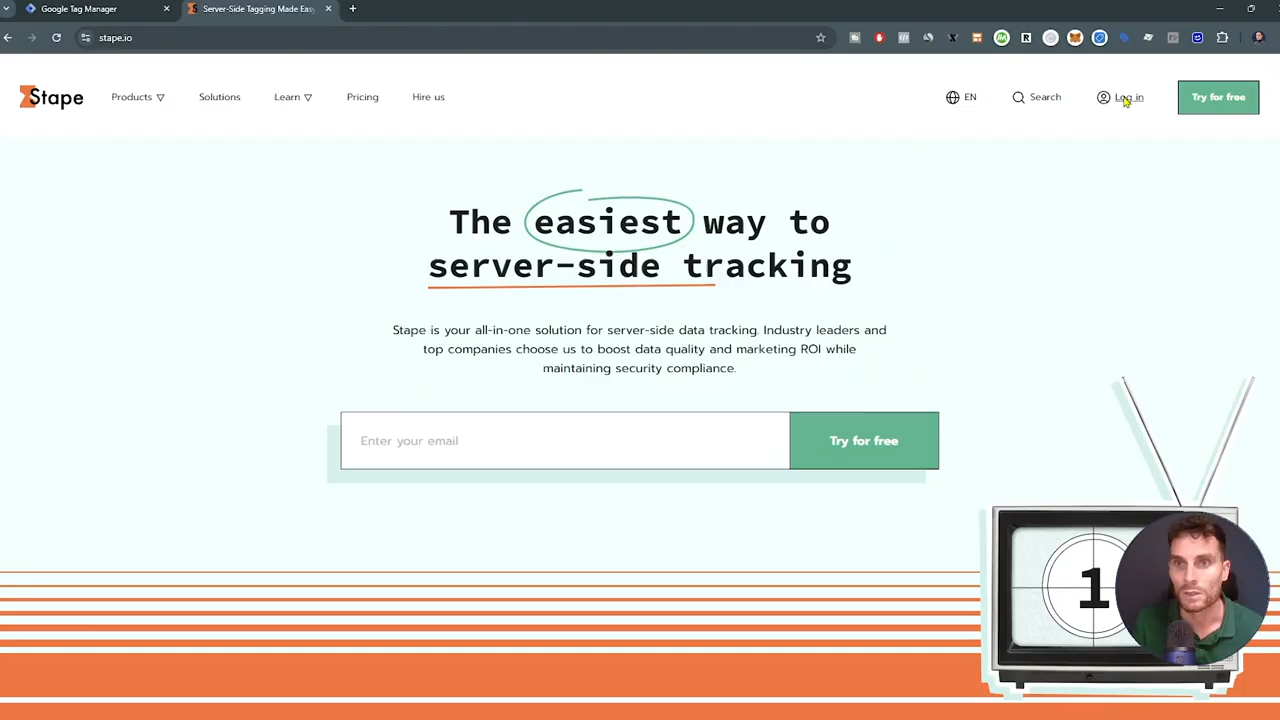 Google Tag Manager
Server-Side Tagging Made Easy
stape.io
Stape
Products
Solutions
Learn
Pricing
Hire us
EN
Search
Log in
Try for free
The easiest way to
server-side tracking
Stape is your all-in-one solution for server-side data tracking. Industry leaders and
top companies choose us to boost data quality and marketing ROI while
maintaining security compliance.
Enter your email
Try for free
1